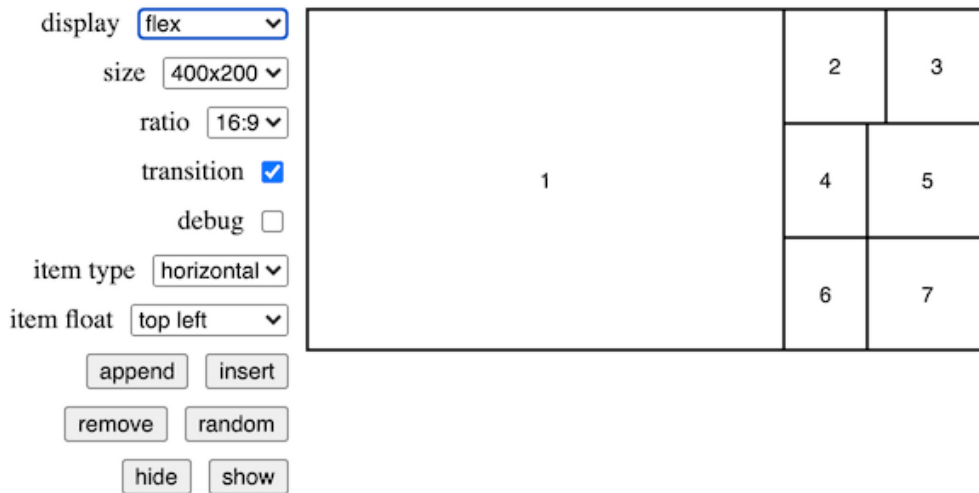 display flex
size 400x200
ratio 16:9
transition
debug
item type horizontal
item float top left
append insert
remove random
hide show
2 3
1 4 5
6 7